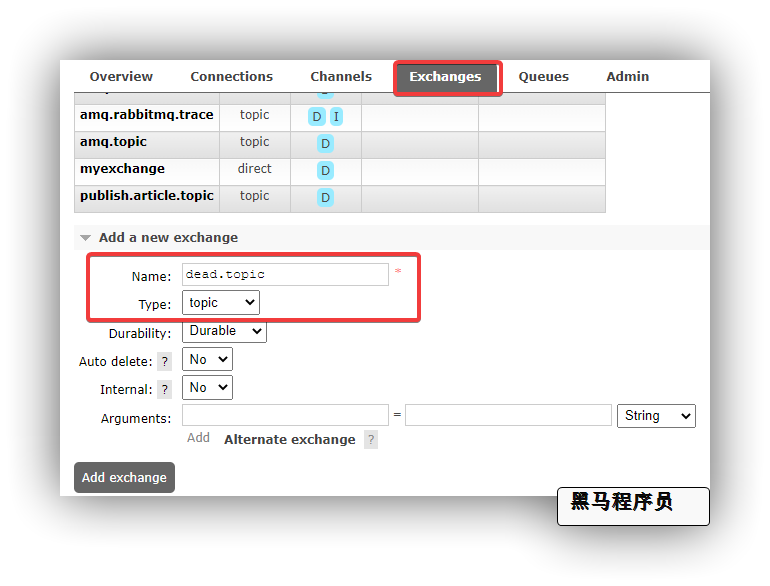 Overview Connections Channels Exchanges Queues Admin
amq.rabbitmq.trace topic D I
amq.topic topic D
myexchange direct D
publish.article.topic topic D
Add a new exchange
Name: dead.topic *
Type: topic
Durability: Durable
Auto delete: ? No
Internal: ? No
Arguments: = String
Add Alternate exchange ?
Add exchange
黑马程序员